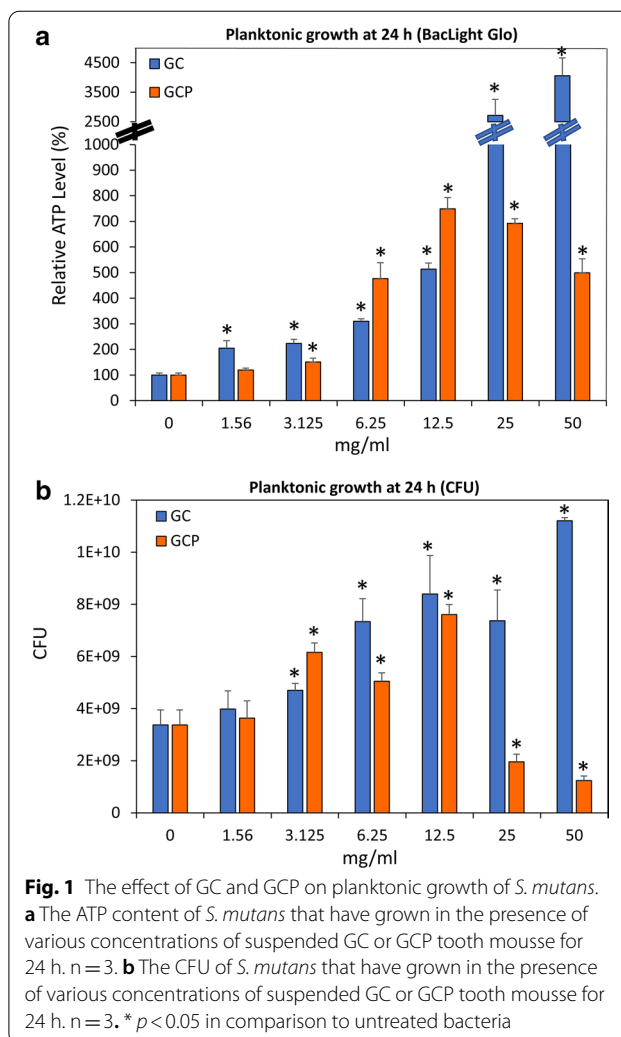 a
Planktonic growth at 24 h (BacLight Glo)
GC
GCP
Relative ATP Level (%)
4500
3500
2500
1000
900
800
700
600
500
400
300
200
100
0
* * * * * * * * * * *
0 1.56 3.125 6.25 12.5 25 50
mg/ml
b
Planktonic growth at 24 h (CFU)
GC
GCP
CFU
1.2E+10
1E+10
8E+09
6E+09
4E+09
2E+09
0
* * * * * * * * * *
0 1.56 3.125 6.25 12.5 25 50
mg/ml
Fig. 1 The effect of GC and GCP on planktonic growth of S. mutans.
a The ATP content of S. mutans that have grown in the presence of
various concentrations of suspended GC or GCP tooth mousse for
24 h. n = 3. b The CFU of S. mutans that have grown in the presence
of various concentrations of suspended GC or GCP tooth mousse for
24 h. n = 3. * p < 0.05 in comparison to untreated bacteria